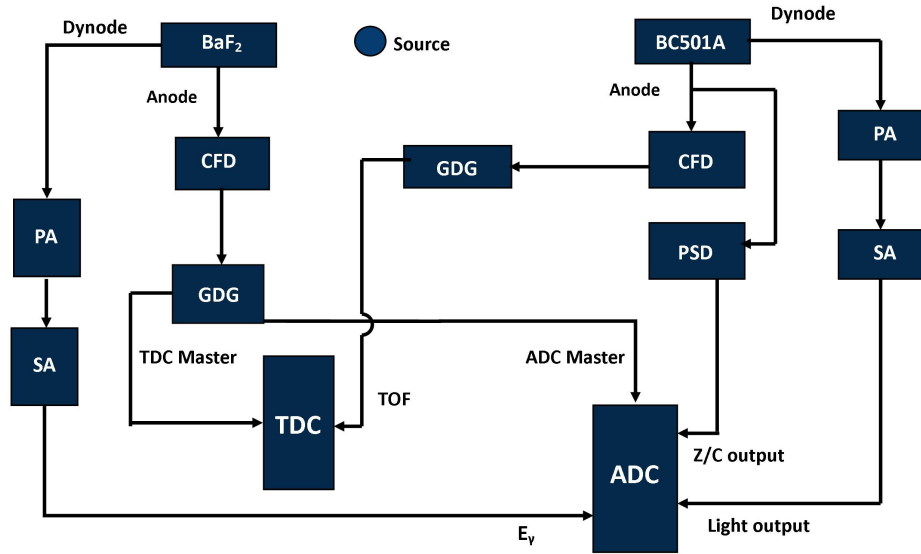 Dynode
BaF₂
Source
BC501A
Dynode
Anode
Anode
PA
CFD
GDG
CFD
PA
PSD
SA
GDG
SA
TDC Master
ADC Master
TOF
TDC
Z/C output
ADC
Light output
Eγ